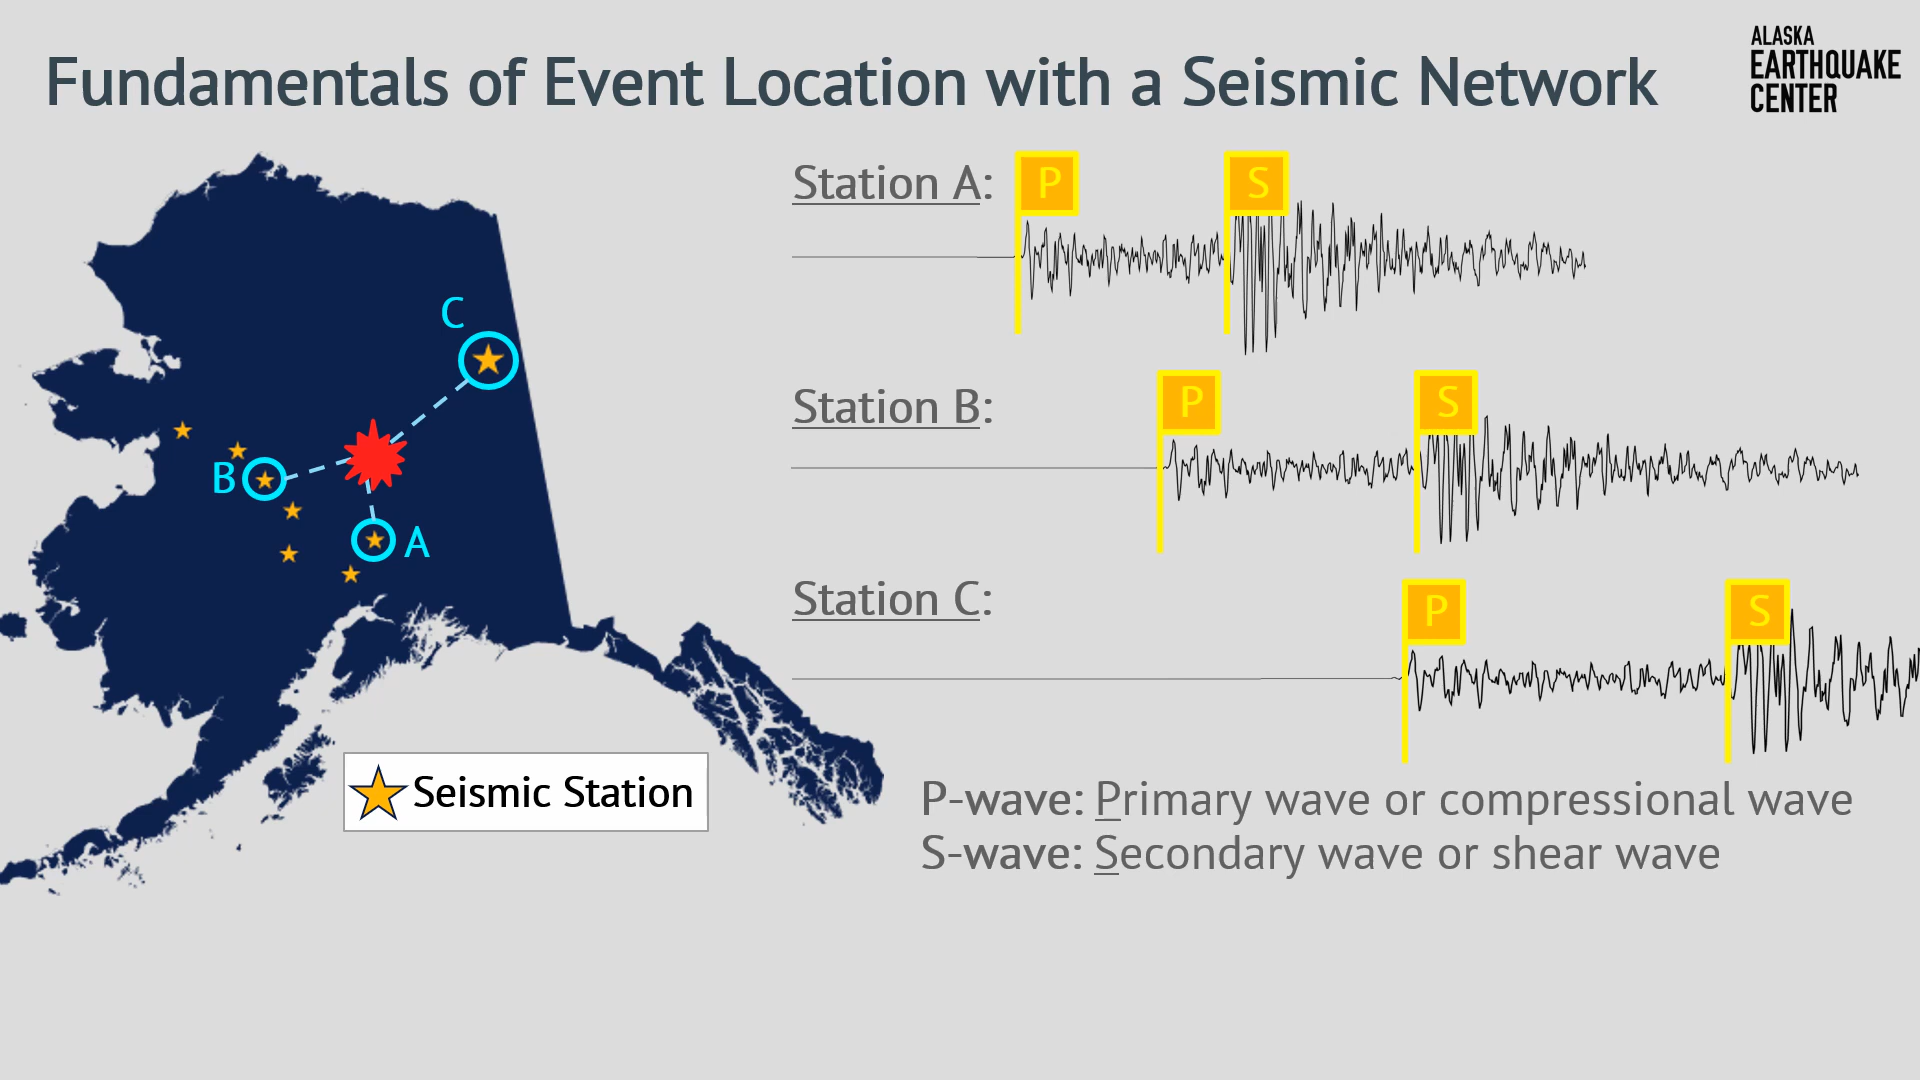 Fundamentals of Event Location with a Seismic Network
ALASKA
EARTHQUAKE
CENTER
Station A:
P
S
Station B:
P
S
Station C:
P
S
C
B
A
Seismic Station
P-wave: Primary wave or compressional wave
S-wave: Secondary wave or shear wave